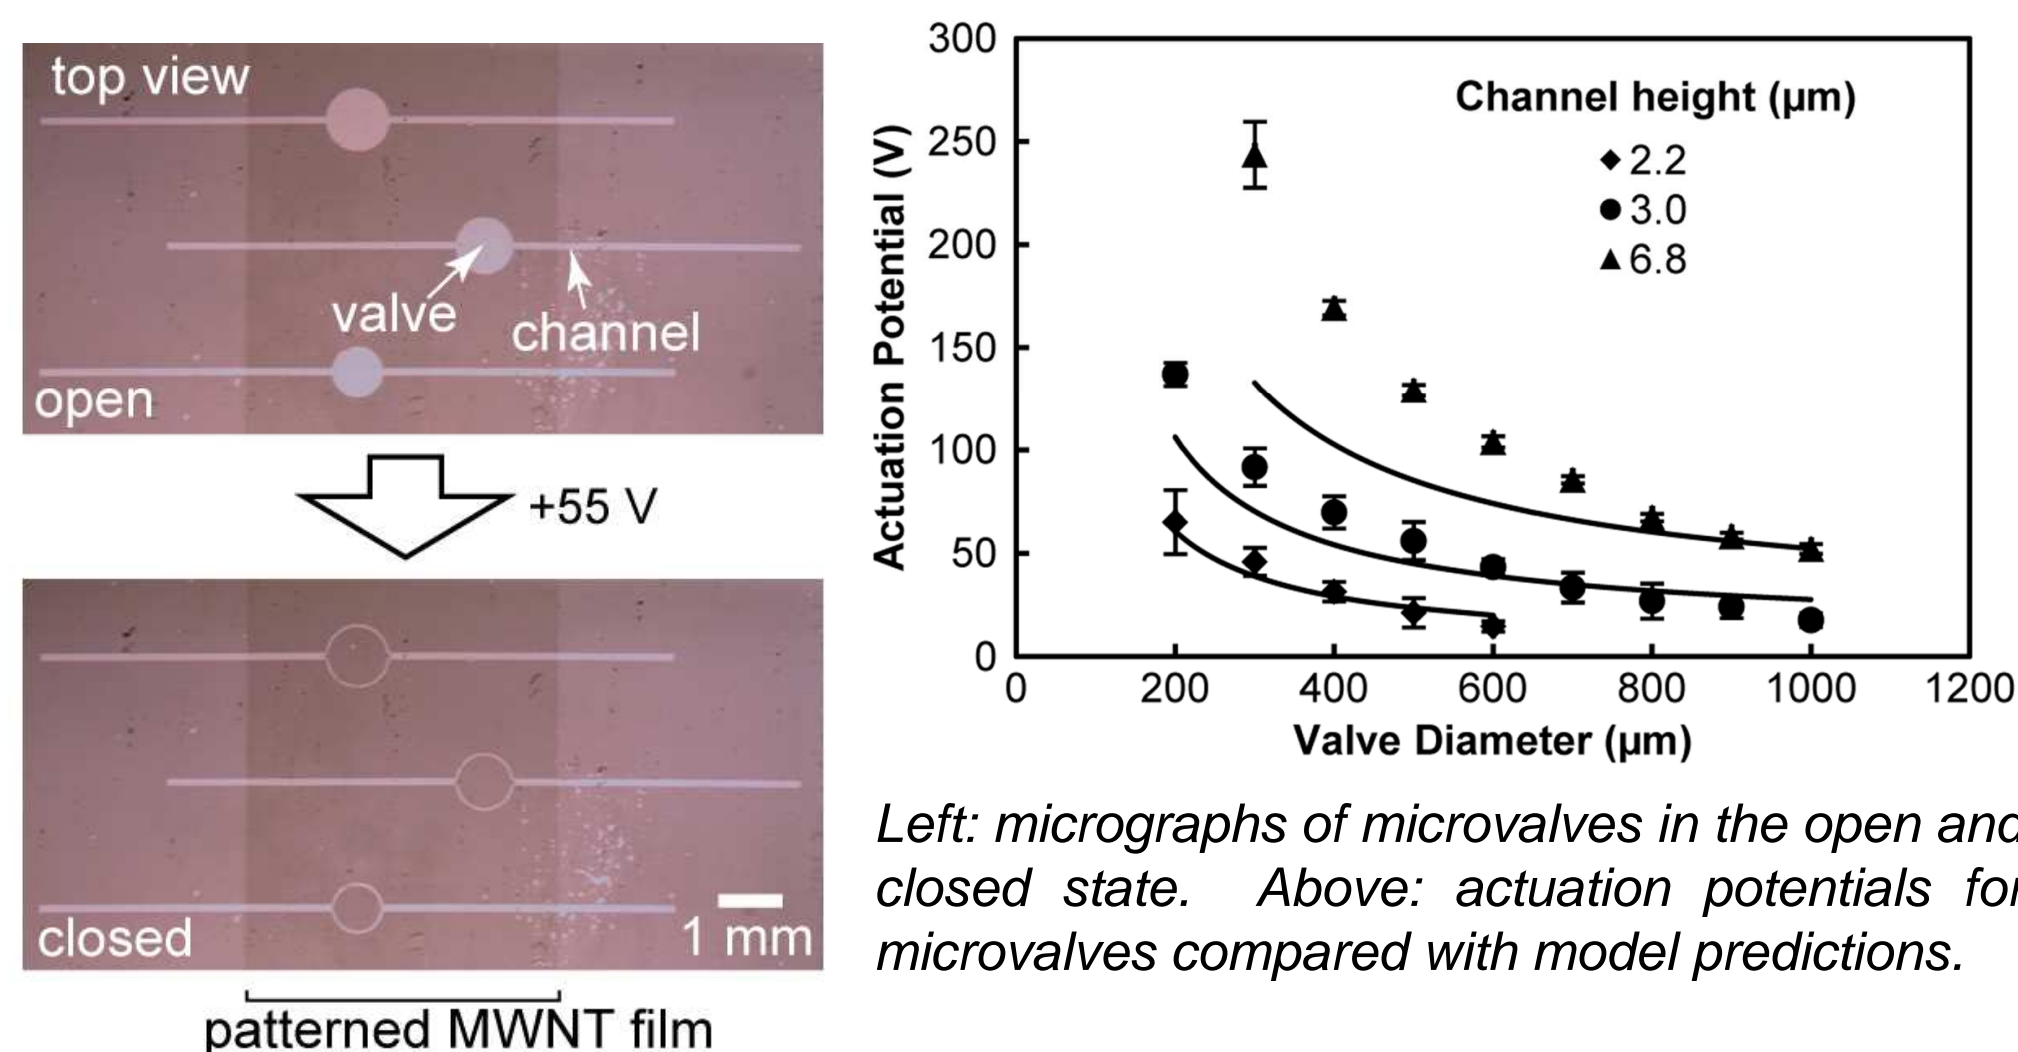 top view
valve
channel
open
+55 V
closed
1 mm
patterned MWNT film
300
250
200
150
100
50
0
Actuation Potential (V)
Channel height (µm)
2.2
3.0
6.8
0 200 400 600 800 1000 1200
Valve Diameter (µm)
Left: micrographs of microvalves in the open and
closed state. Above: actuation potentials for
microvalves compared with model predictions.